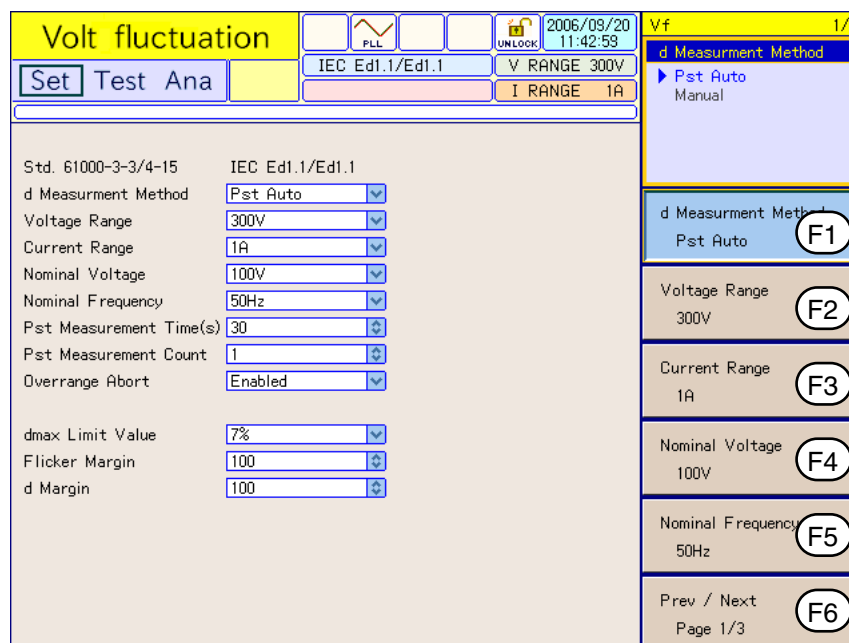 Volt fluctuation
PLL
UNLOCK
2006/09/20
11:42:59
IEC Ed1.1/Ed1.1
V RANGE 300V
Set Test Ana
I RANGE 1A
Std. 61000-3-3/4-15 IEC Ed1.1/Ed1.1
d Measurment Method Pst Auto
Voltage Range 300V
Current Range 1A
Nominal Voltage 100V
Nominal Frequency 50Hz
Pst Measurement Time(s) 30
Pst Measurement Count 1
Overrange Abort Enabled
dmax Limit Value 7%
Flicker Margin 100
d Margin 100
Vf 1/
d Measurment Method
Pst Auto
Manual
d Measurment Method
Pst Auto
F1
Voltage Range
300V
F2
Current Range
1A
F3
Nominal Voltage
100V
F4
Nominal Frequency
50Hz
F5
Prev / Next
Page 1/3
F6